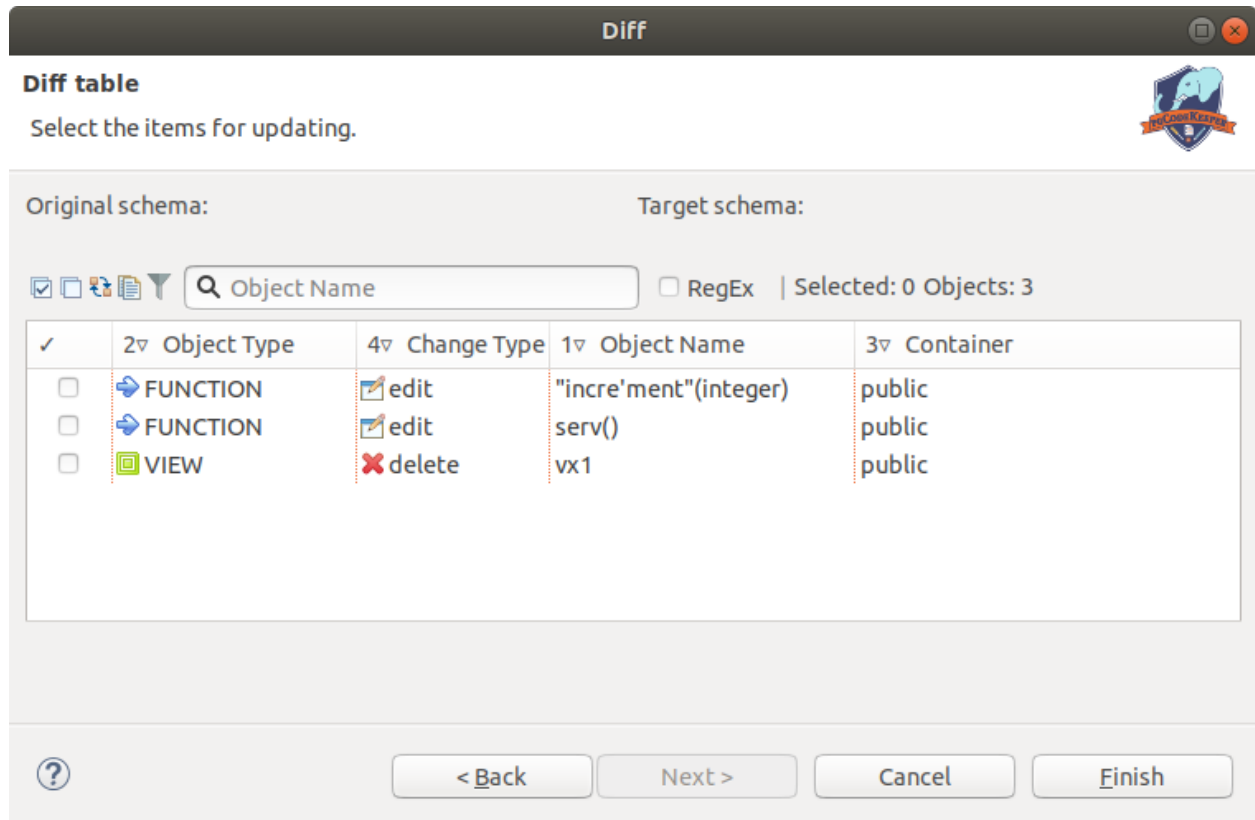 Diff
Diff table
Select the items for updating.
pgCodeKeeper
Original schema: Target schema:
Object Name RegEx | Selected: 0 Objects: 3
✓ 2▿ Object Type 4▿ Change Type 1▿ Object Name 3▿ Container
FUNCTION edit "incre'ment"(integer) public
FUNCTION edit serv() public
VIEW delete vx1 public
? < Back Next > Cancel Finish